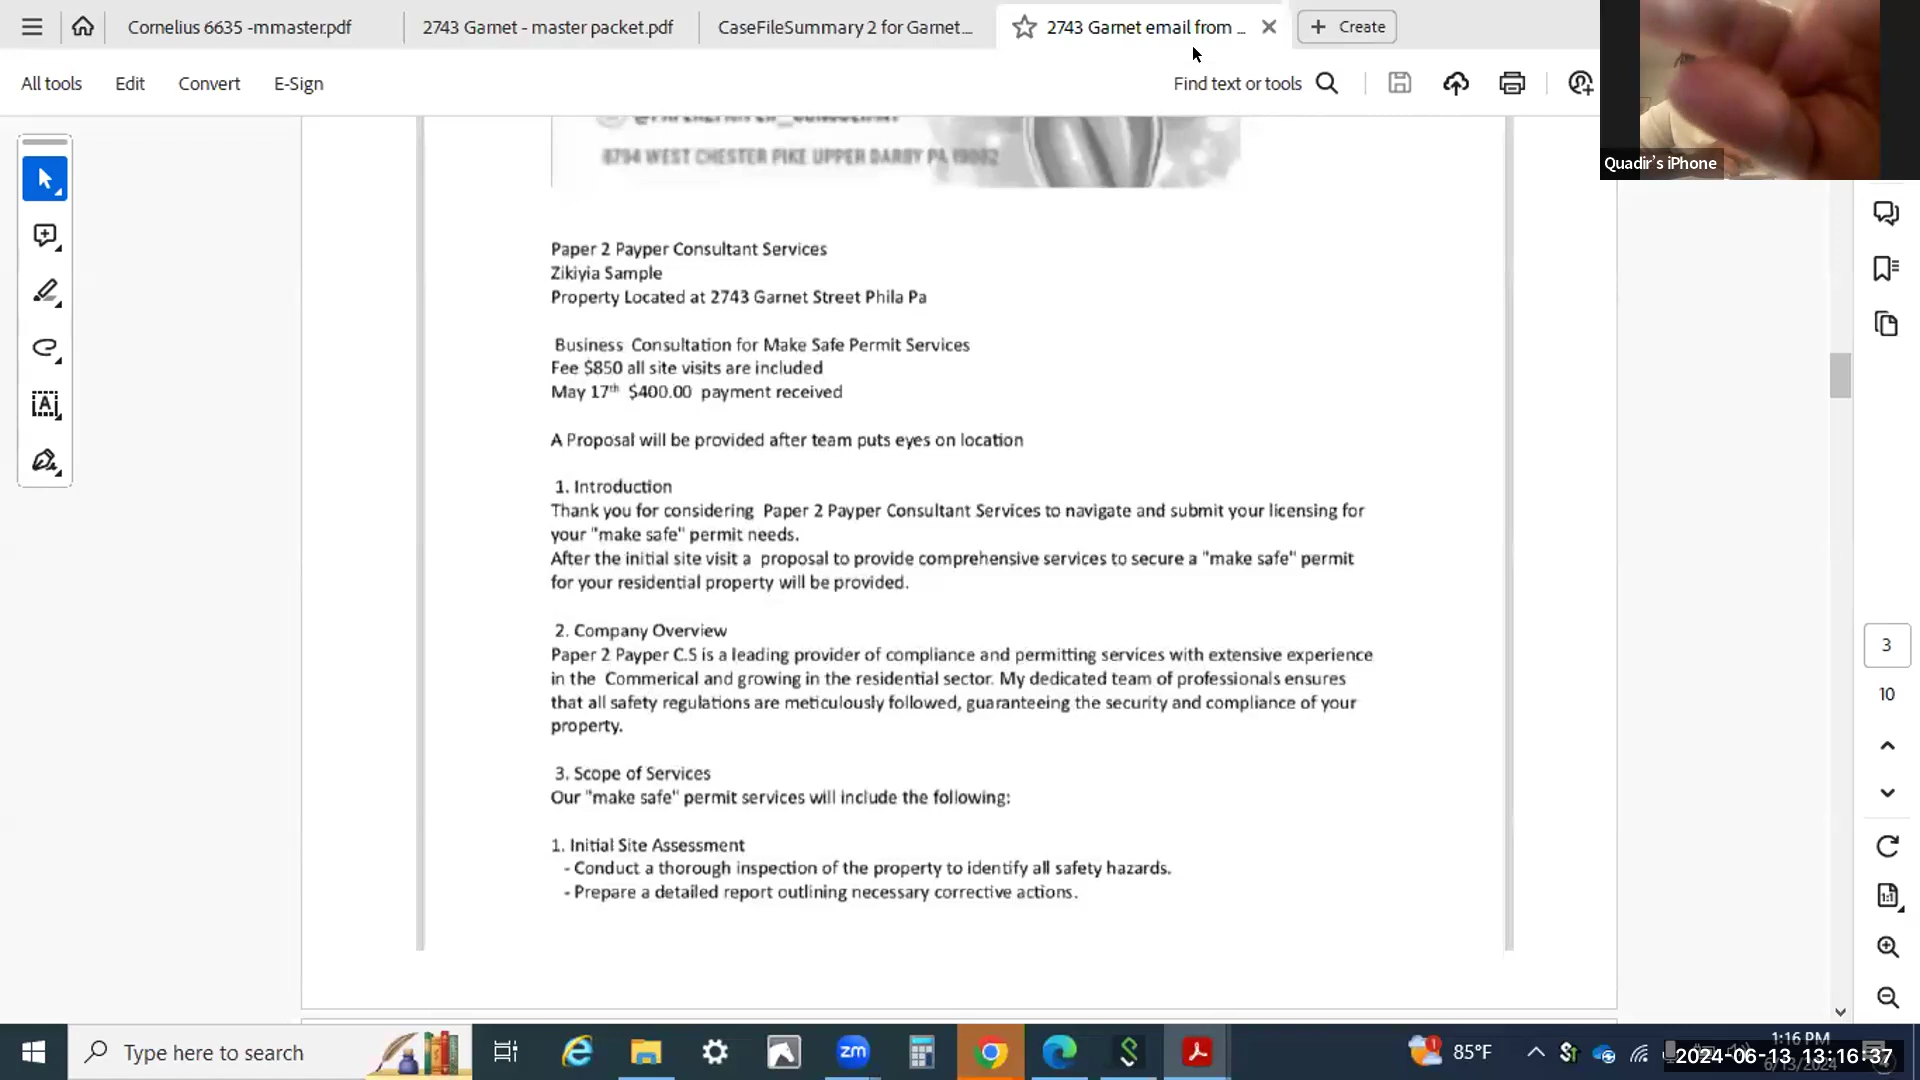 Cornelius 6635 -mmaster.pdf
2743 Garnet - master packet.pdf
CaseFileSummary 2 for Garnet...
2743 Garnet email from ...
Create
All tools
Edit
Convert
E-Sign
Find text or tools
Quadir's iPhone
8794 WEST CHESTER PIKE UPPER DARBY PA 19082
Paper 2 Payper Consultant Services
Zikiyia Sample
Property Located at 2743 Garnet Street Phila Pa
Business Consultation for Make Safe Permit Services
Fee $850 all site visits are included
May 17th $400.00 payment received
A Proposal will be provided after team puts eyes on location
1. Introduction
Thank you for considering Paper 2 Payper Consultant Services to navigate and submit your licensing for
your "make safe" permit needs.
After the initial site visit a proposal to provide comprehensive services to secure a "make safe" permit
for your residential property will be provided.
2. Company Overview
Paper 2 Payper C.S is a leading provider of compliance and permitting services with extensive experience
in the Commerical and growing in the residential sector. My dedicated team of professionals ensures
that all safety regulations are meticulously followed, guaranteeing the security and compliance of your
property.
3. Scope of Services
Our "make safe" permit services will include the following:
1. Initial Site Assessment
- Conduct a thorough inspection of the property to identify all safety hazards.
- Prepare a detailed report outlining necessary corrective actions.
3
10
Type here to search
zm
85°F
1:16 PM
2024-06-13 13:16:37